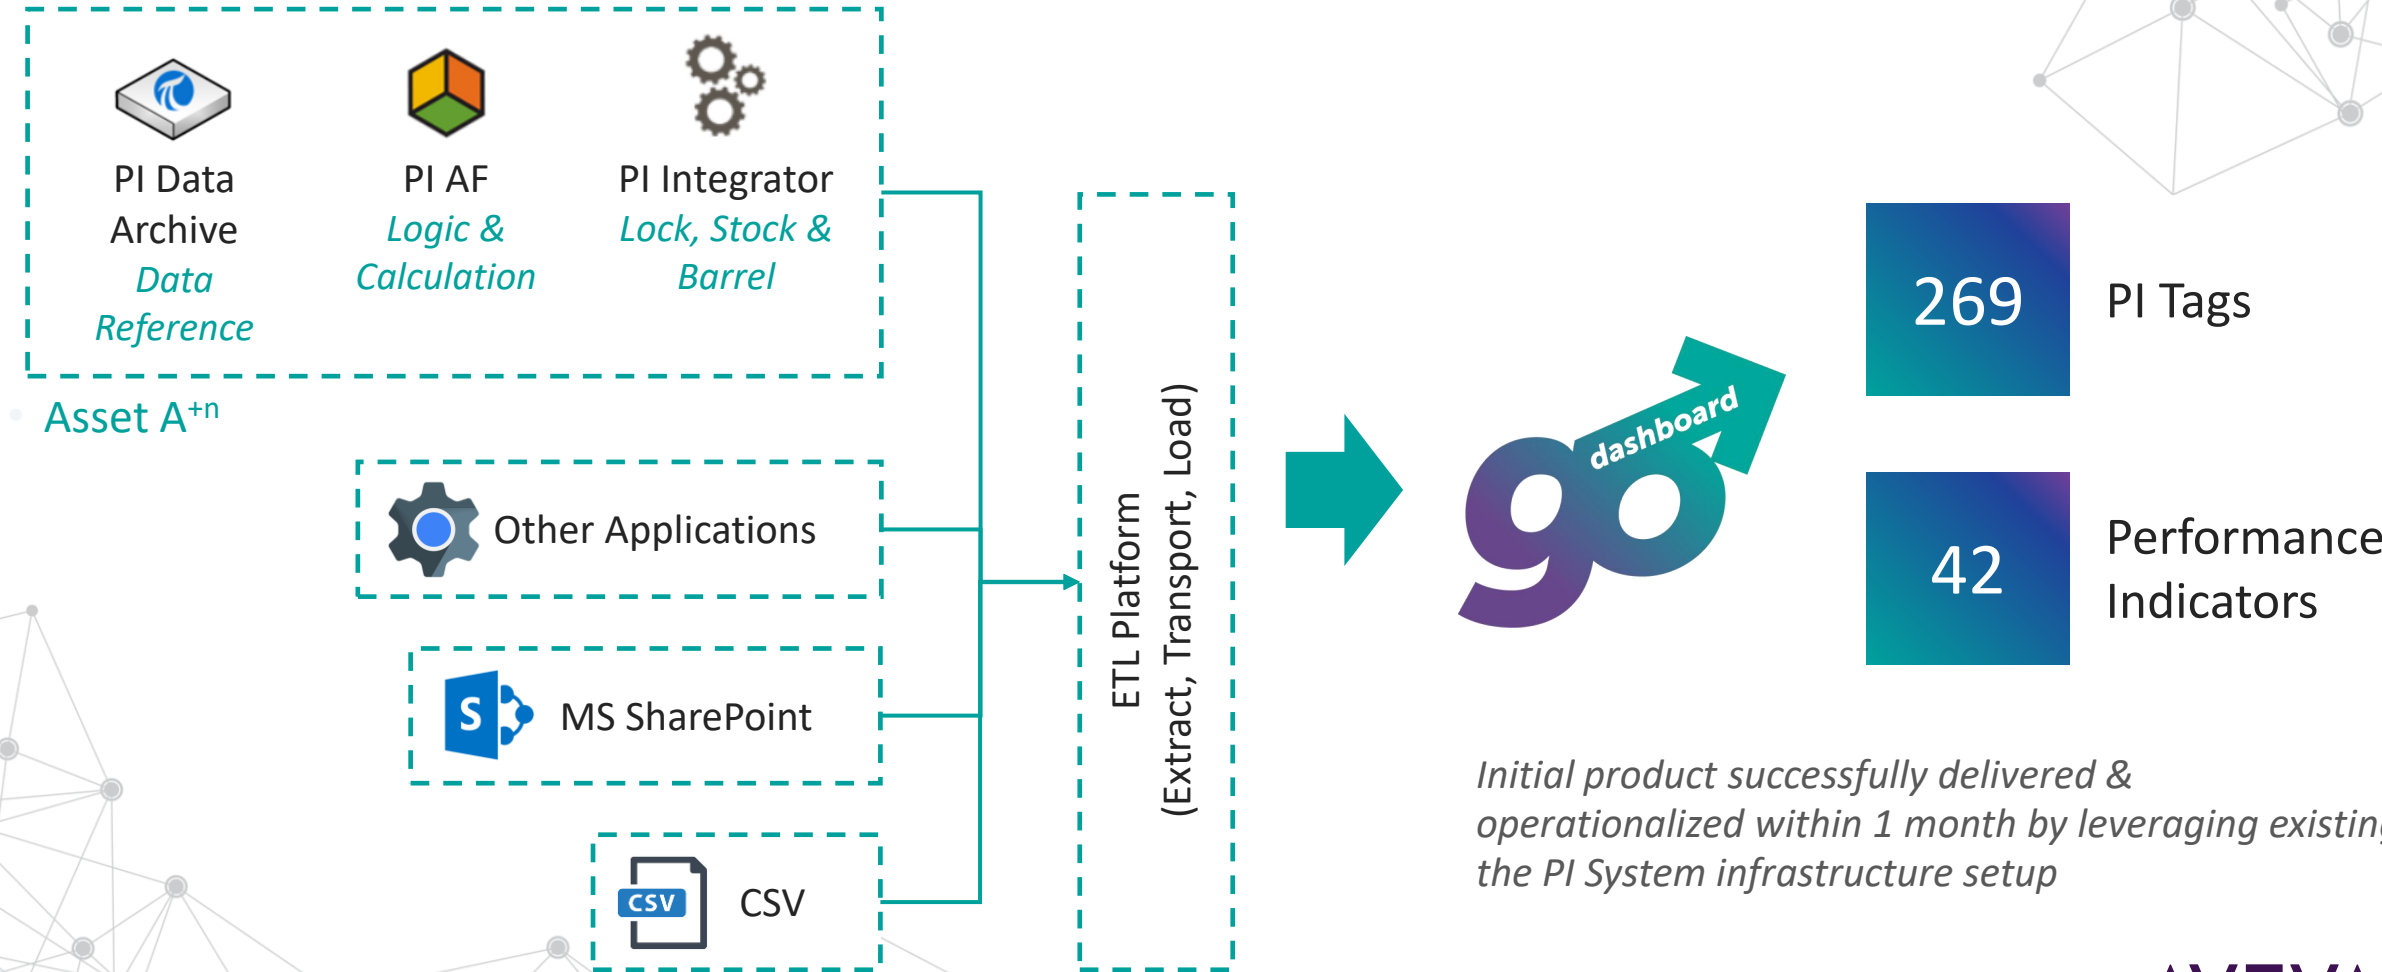 PI Data
Archive
Data
Reference
PI AF
Logic &
Calculation
PI Integrator
Lock, Stock &
Barrel
• Asset A+n
Other Applications
S
MS SharePoint
CSV
CSV
ETL Platform
(Extract, Transport, Load)
go
dashboard
269
PI Tags
42
Performance
Indicators
Initial product successfully delivered &
operationalized within 1 month by leveraging existing
the PI System infrastructure setup